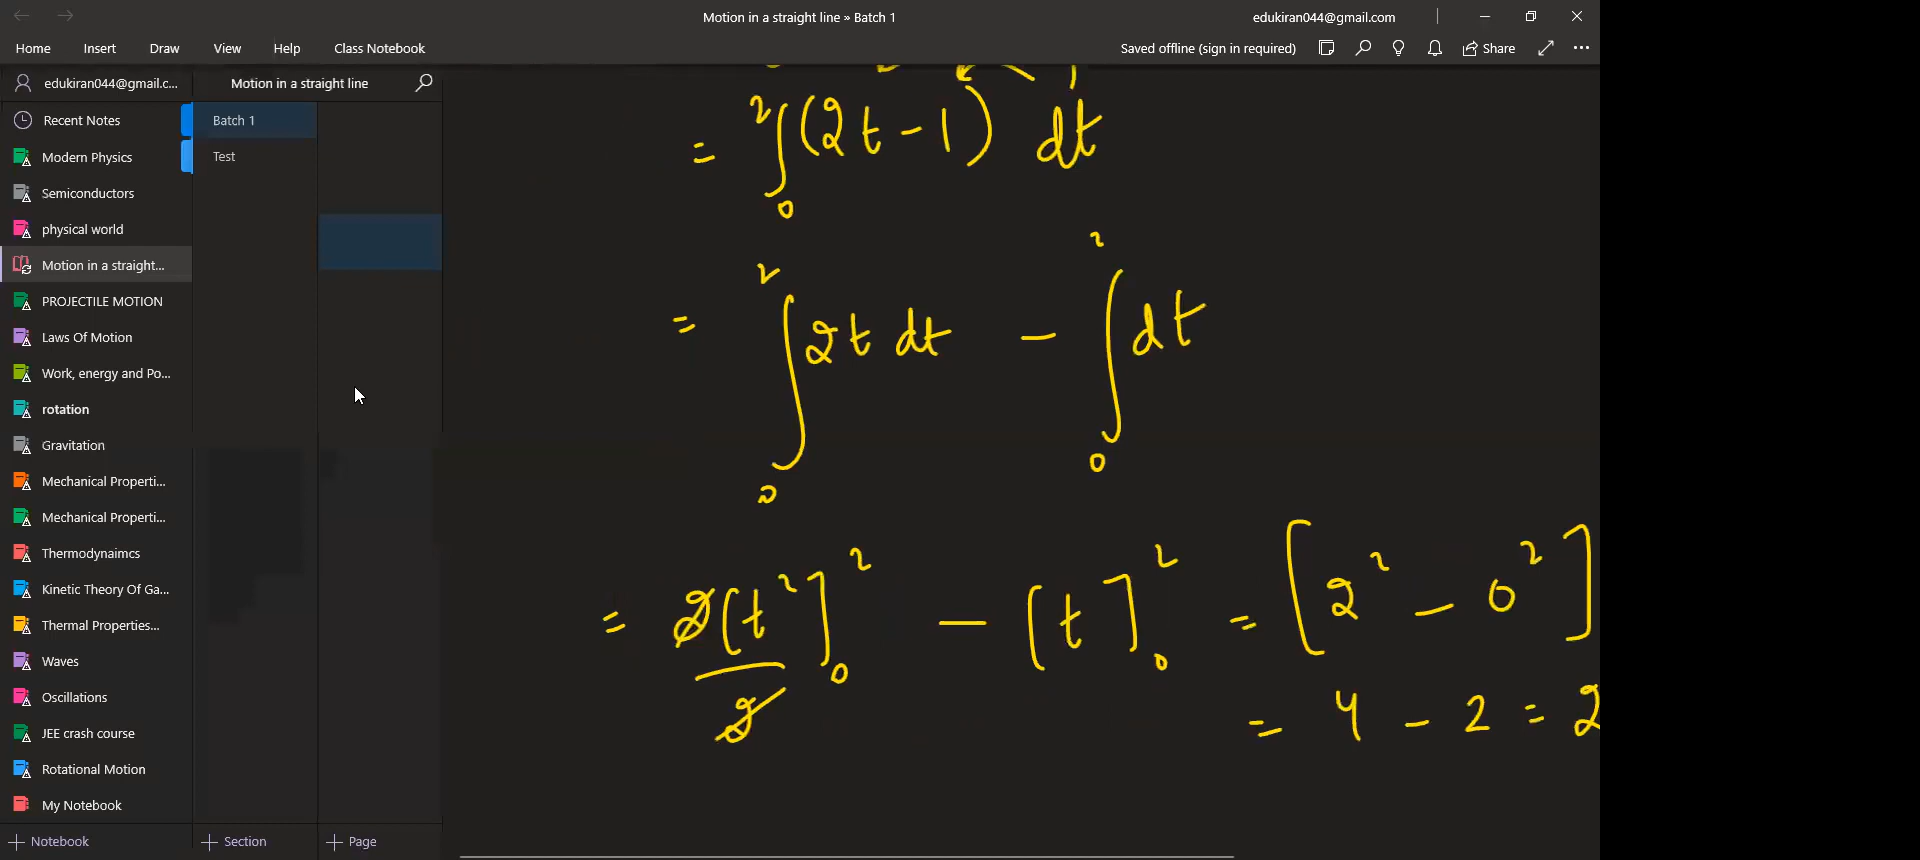 Motion in a straight line » Batch 1
edukiran044@gmail.com
Home Insert Draw View Help Class Notebook
Saved offline (sign in required) Share
edukiran044@gmail.c...
Motion in a straight line
Recent Notes
Modern Physics
Semiconductors
physical world
Motion in a straight...
PROJECTILE MOTION
Laws Of Motion
Work, energy and Po...
rotation
Gravitation
Mechanical Properti...
Mechanical Properti...
Thermodynaimcs
Kinetic Theory Of Ga...
Thermal Properties...
Waves
Oscillations
JEE crash course
Rotational Motion
My Notebook
Notebook
Batch 1
Test
Section
Page
= ∫₀² (2t - 1) dt
= ∫₀² 2t dt - ∫₀² dt
= 2[t²]₀² / 2 - [t]₀² = [2² - 0²]
= 4 - 2 = 2